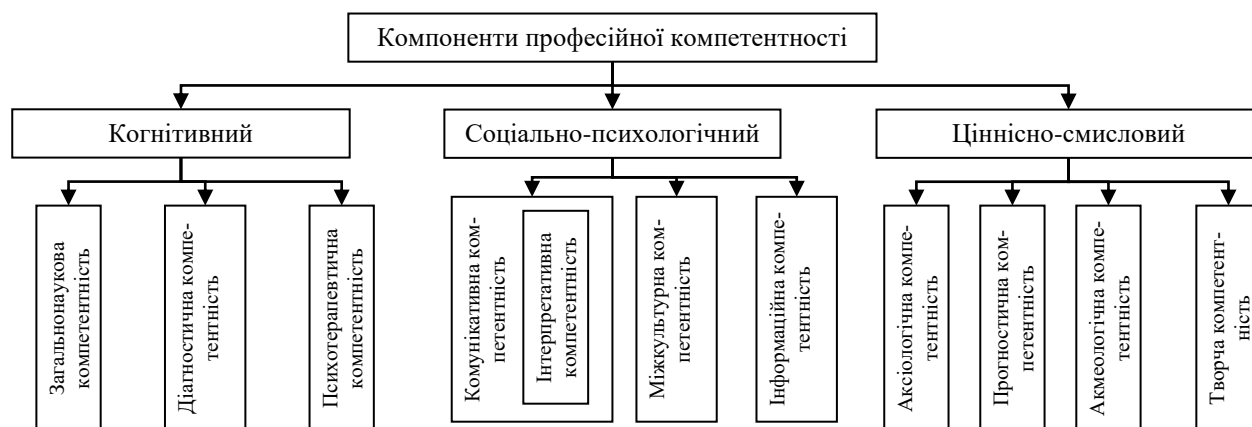 Компоненти професійної компетентності
Когнітивний
Соціально-психологічний
Ціннісно-смисловий
Загальнонаукова
компетентність
Діагностична компе-
тентність
Психотерапевтична
компетентність
Комунікативна ком-
петентність
Інтерпретативна
компетентність
Міжкультурна ком-
петентність
Інформаційна компе-
тентність
Аксіологічна компе-
тентність
Прогностична ком-
петентність
Акмеологічна компе-
тентність
Творча компетент-
ність